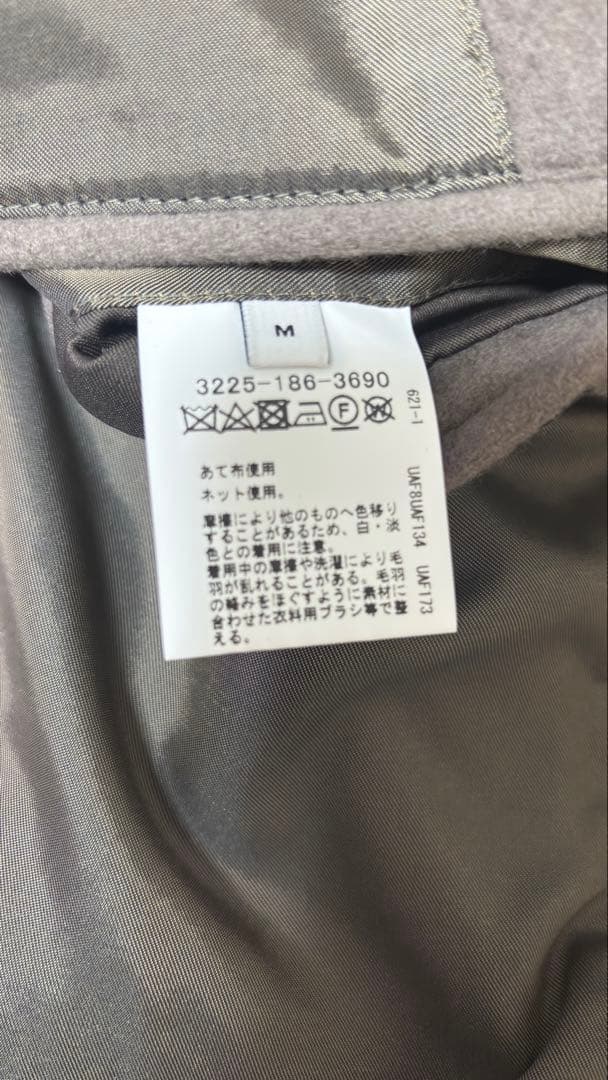 M
3225-186-3690
あて布使用
ネット使用。
摩擦により他のものへ色移り
することがあるため、白・淡
色との着用に注意。
着用中の摩擦や洗濯により毛
羽が乱れることがある。毛羽
の絡みをほぐすように素材に
合わせた衣料用ブラシ等で整
える。
621-1
UAF8UAF134
UAF173